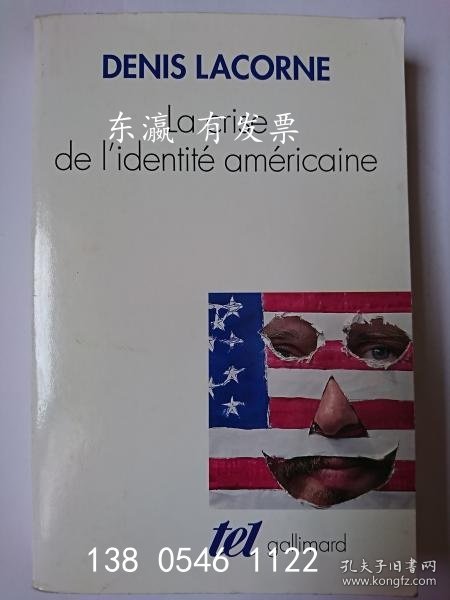 DENIS LACORNE
La crise
东瀛 有发票
de l'identité américaine
tel gallimard
138 0546 1122
孔夫子旧书网
www.kongfz.com